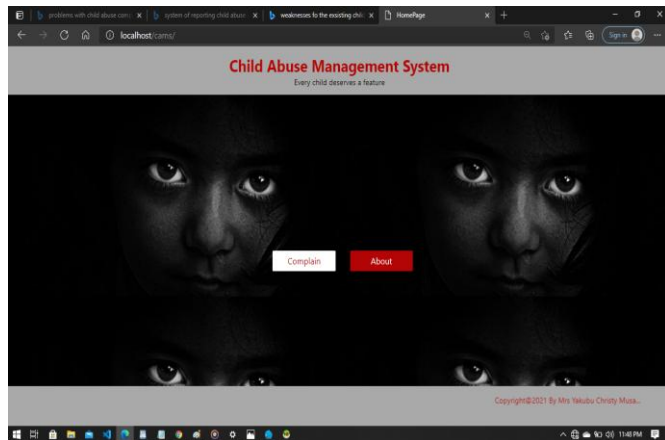 problems with child abuse com
system of reporting child abuse
weaknesses fo the exsisting chil
HomePage
localhost/cams/
Sign in
Child Abuse Management System
Every child deserves a feature
Complain
About
Copyright@2021 By Mrs Yakubu Christy Musa...
11:48 PM